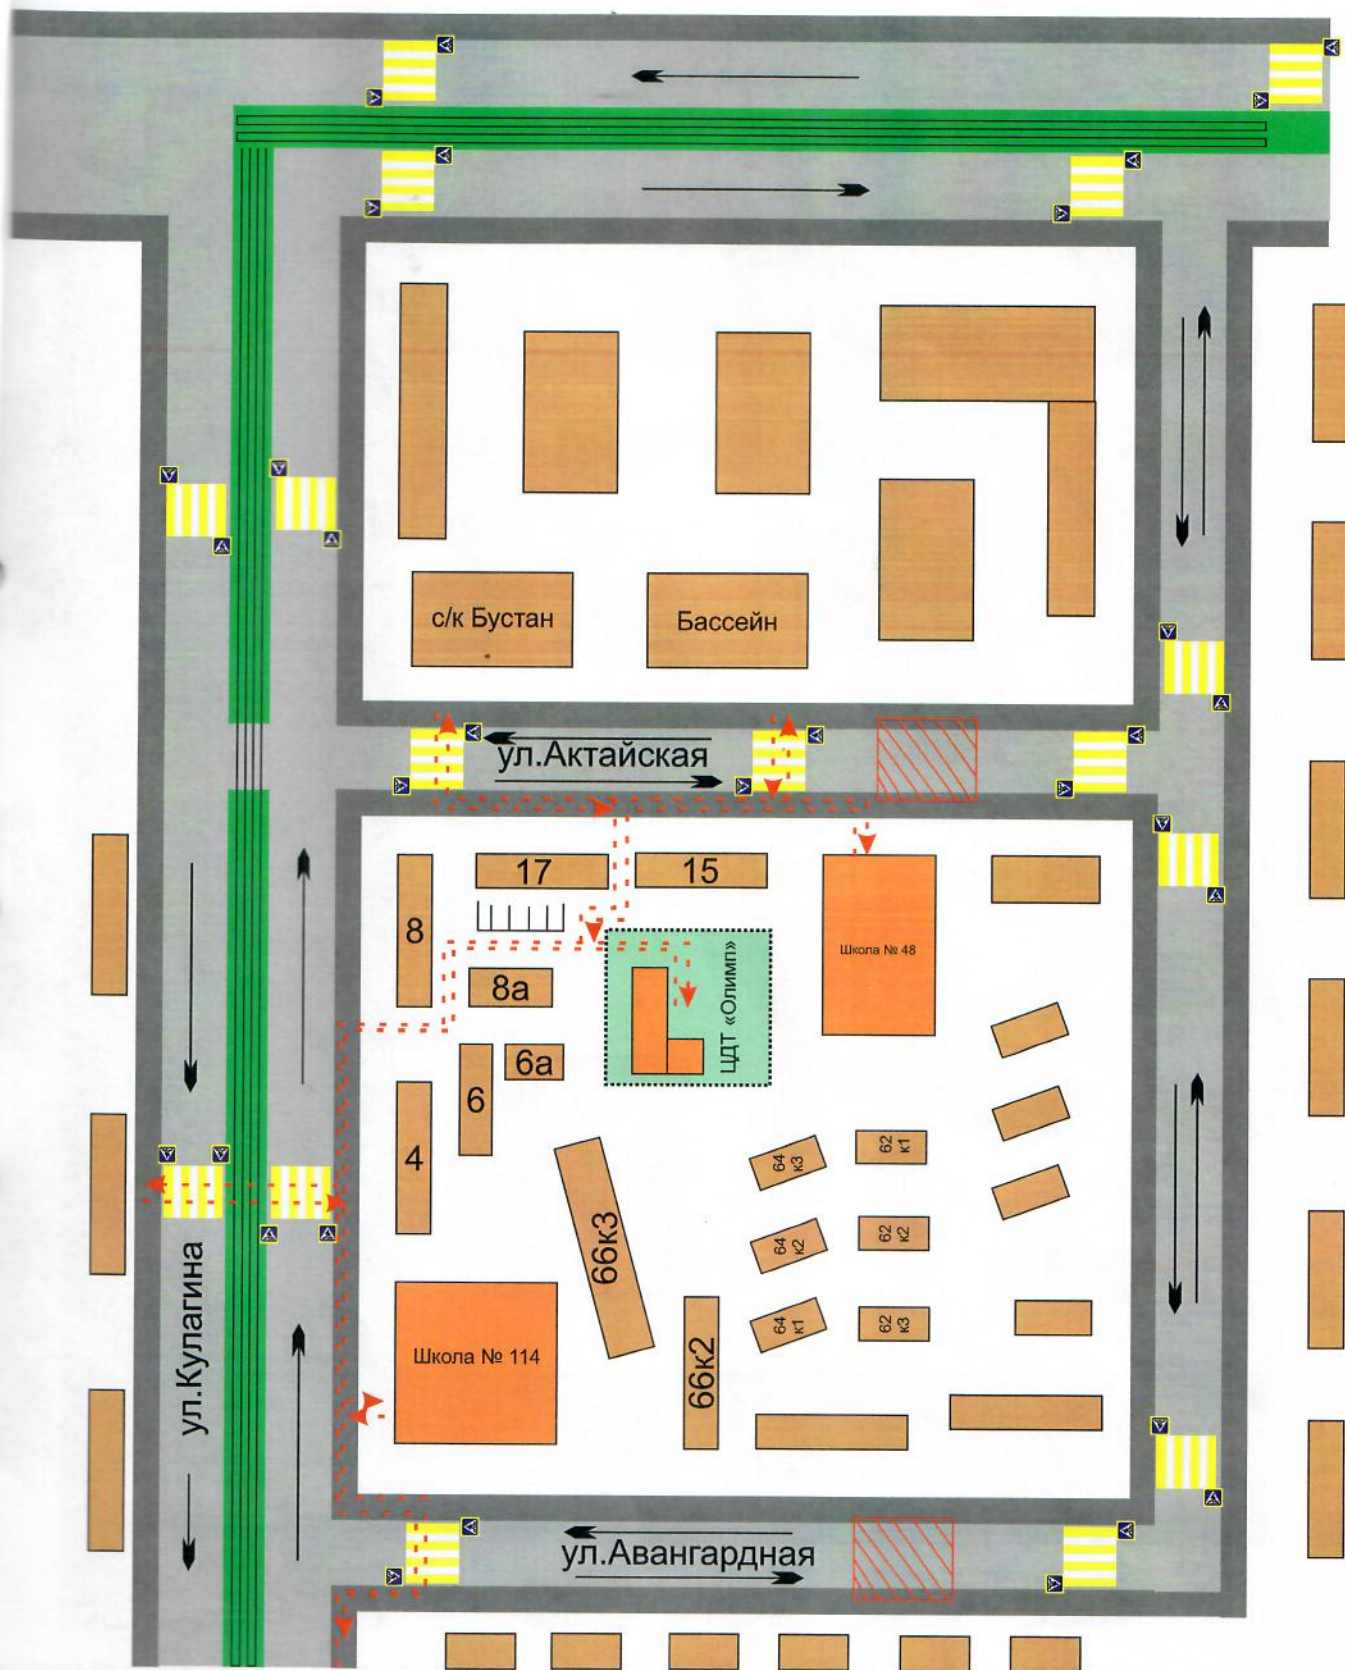 с/к Бустан
Бассейн
ул.Актайская
17
15
8
Школа № 48
8а
ЦДТ «Олимп»
6а
6
4
64
к3
62
к1
66к3
64
к2
62
к2
ул.Кулагина
64
к1
62
к3
Школа № 114
66к2
ул.Авангардная